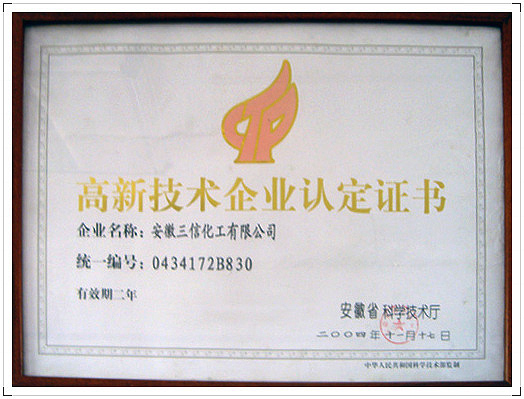 高新技术企业认定证书
企业名称：安徽三信化工有限公司
统一编号：0434172B830
有效期二年
安徽省科学技术厅
二〇〇四年十一月十七日
中华人民共和国科学技术部监制